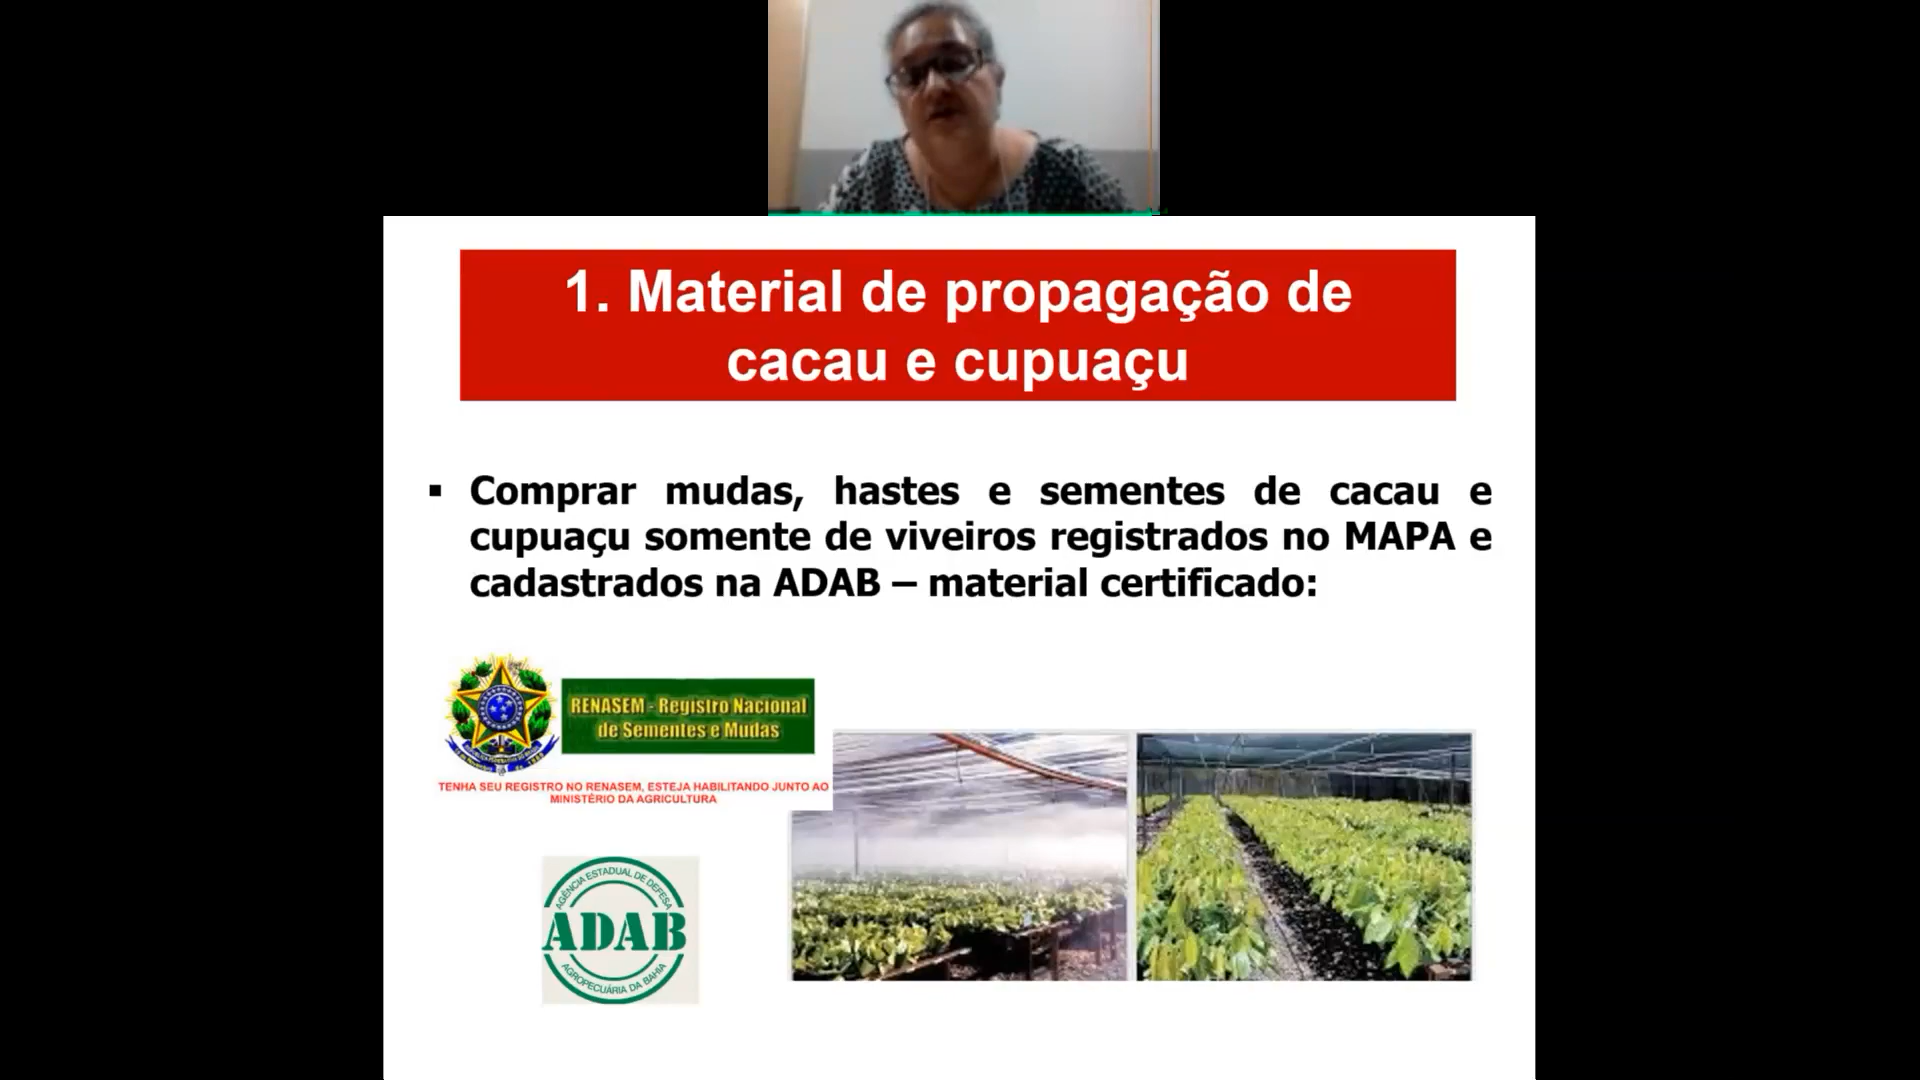 1. Material de propagação de
cacau e cupuaçu
▪ Comprar mudas, hastes e sementes de cacau e
cupuaçu somente de viveiros registrados no MAPA e
cadastrados na ADAB – material certificado:
RENASEM - Registro Nacional
de Sementes e Mudas
TENHA SEU REGISTRO NO RENASEM, ESTEJA HABILITANDO JUNTO AO
MINISTÉRIO DA AGRICULTURA
AGÊNCIA ESTADUAL DE DEFESA
ADAB
AGROPECUÁRIA DA BAHIA